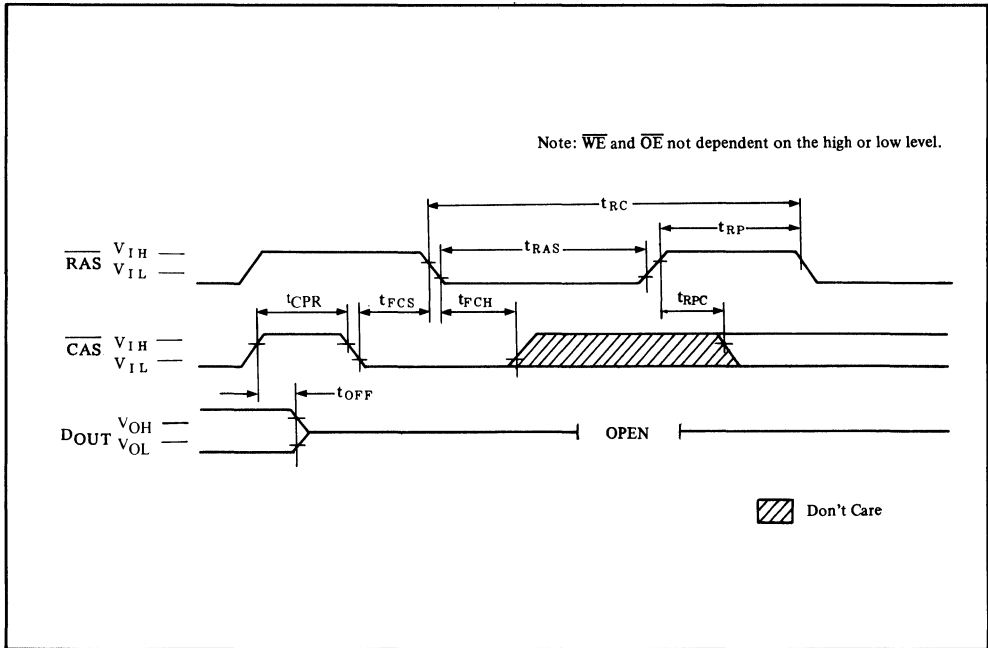 Note: WE and OE not dependent on the high or low level.
tRC
tRP
tRAS
RAS VIH
VIL
tCPR tFCS tFCH tRPC
CAS VIH
VIL
tOFF
DOUT VOH
VOL
OPEN
Don't Care